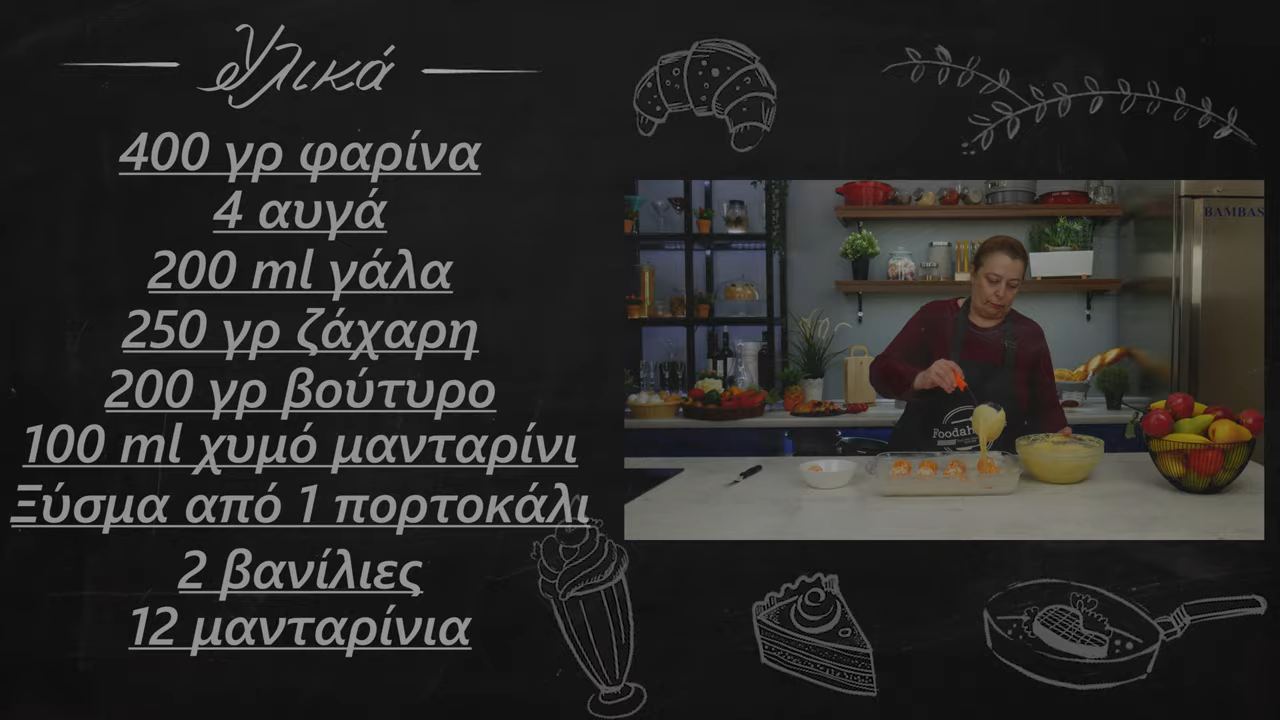 Υλικά
400 γρ φαρίνα
4 αυγά
200 ml γάλα
250 γρ ζάχαρη
200 γρ βούτυρο
100 ml χυμό μανταρίνι
Ξύσμα από 1 πορτοκάλι
2 βανίλιες
12 μανταρίνια
BAMBAS